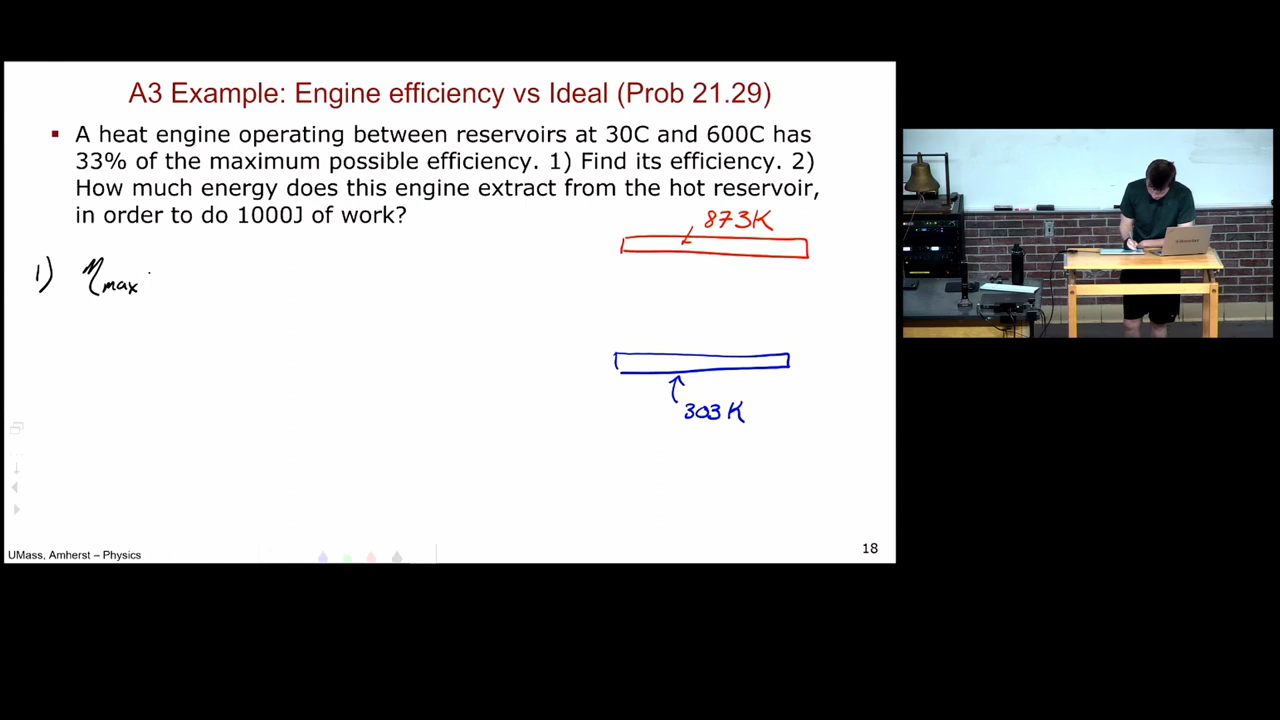 A3 Example: Engine efficiency vs Ideal (Prob 21.29)
▪ A heat engine operating between reservoirs at 30C and 600C has
33% of the maximum possible efficiency. 1) Find its efficiency. 2)
How much energy does this engine extract from the hot reservoir,
in order to do 1000J of work?
873K
1) η max
303 K
UMass, Amherst – Physics
18